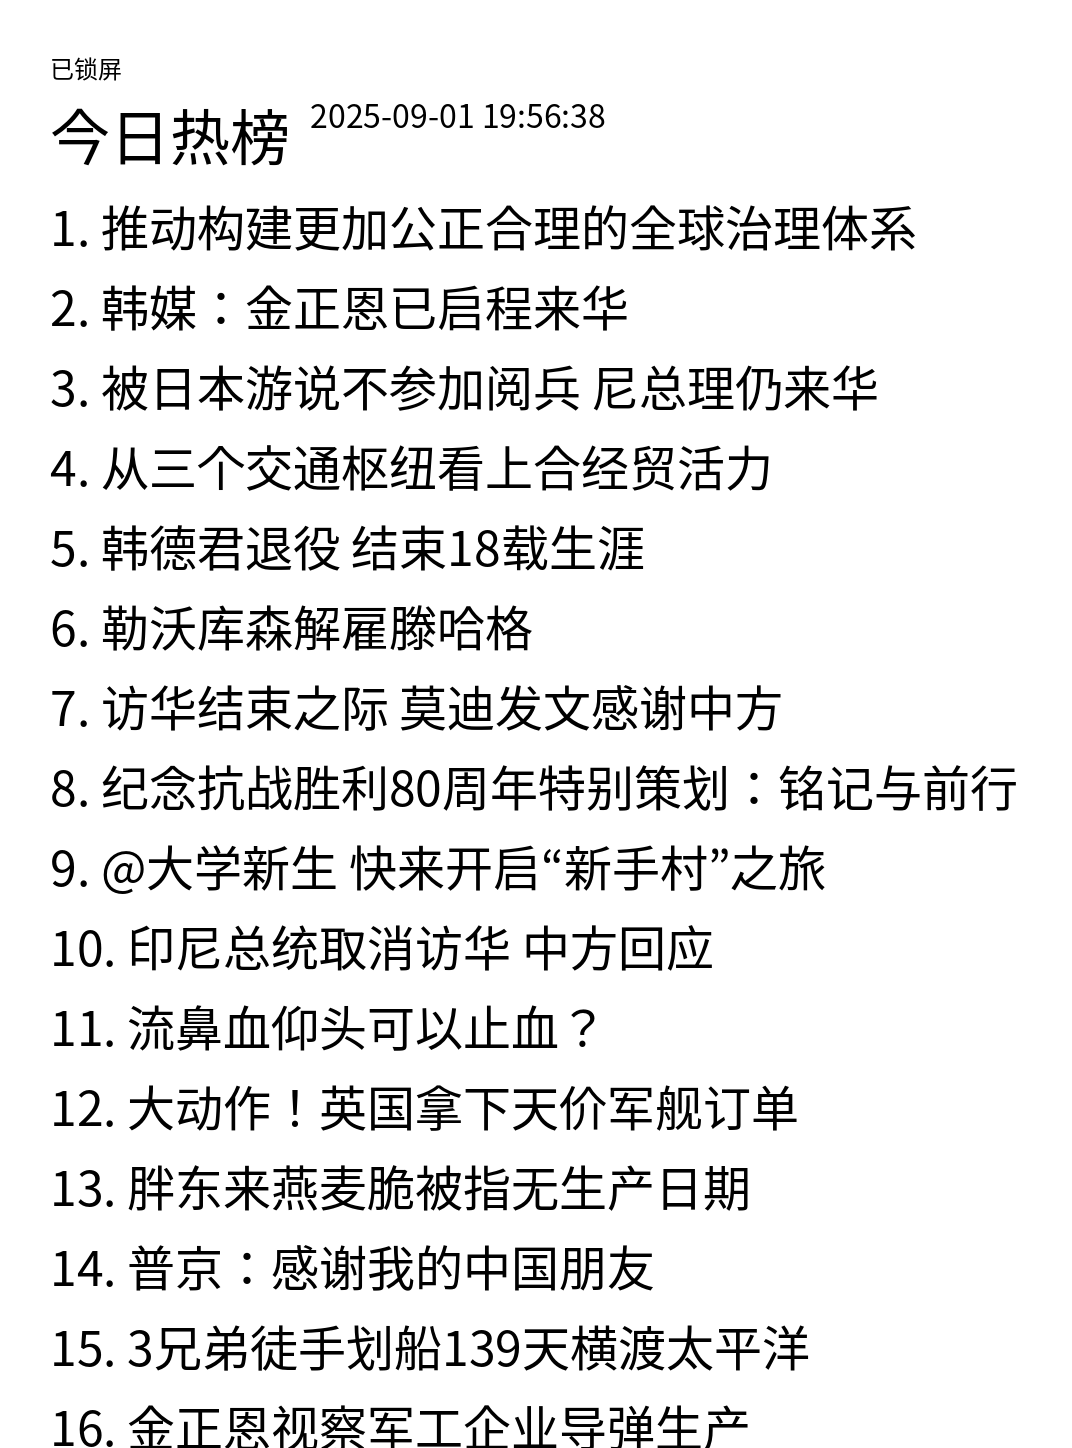 已锁屏
今日热榜 2025-09-01 19:56:38
1. 推动构建更加公正合理的全球治理体系
2. 韩媒：金正恩已启程来华
3. 被日本游说不参加阅兵 尼总理仍来华
4. 从三个交通枢纽看上合经贸活力
5. 韩德君退役 结束18载生涯
6. 勒沃库森解雇滕哈格
7. 访华结束之际 莫迪发文感谢中方
8. 纪念抗战胜利80周年特别策划：铭记与前行
9. @大学新生 快来开启“新手村”之旅
10. 印尼总统取消访华 中方回应
11. 流鼻血仰头可以止血？
12. 大动作！英国拿下天价军舰订单
13. 胖东来燕麦脆被指无生产日期
14. 普京：感谢我的中国朋友
15. 3兄弟徒手划船139天横渡太平洋
16. 金正恩视察军工企业导弹生产